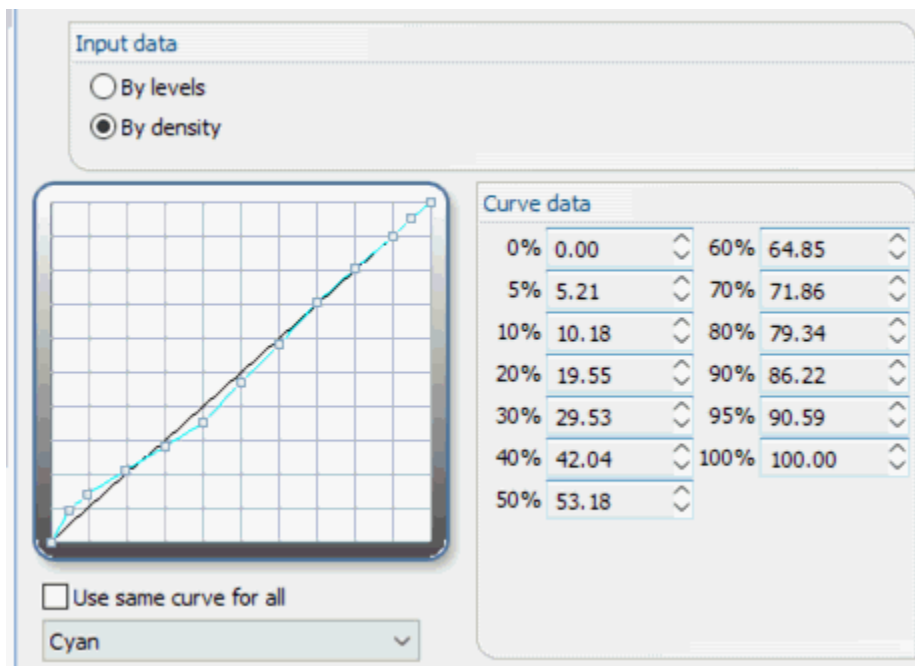 Input data
By levels
By density
Curve data
0% 0.00 60% 64.85
5% 5.21 70% 71.86
10% 10.18 80% 79.34
20% 19.55 90% 86.22
30% 29.53 95% 90.59
40% 42.04 100% 100.00
50% 53.18
Use same curve for all
Cyan